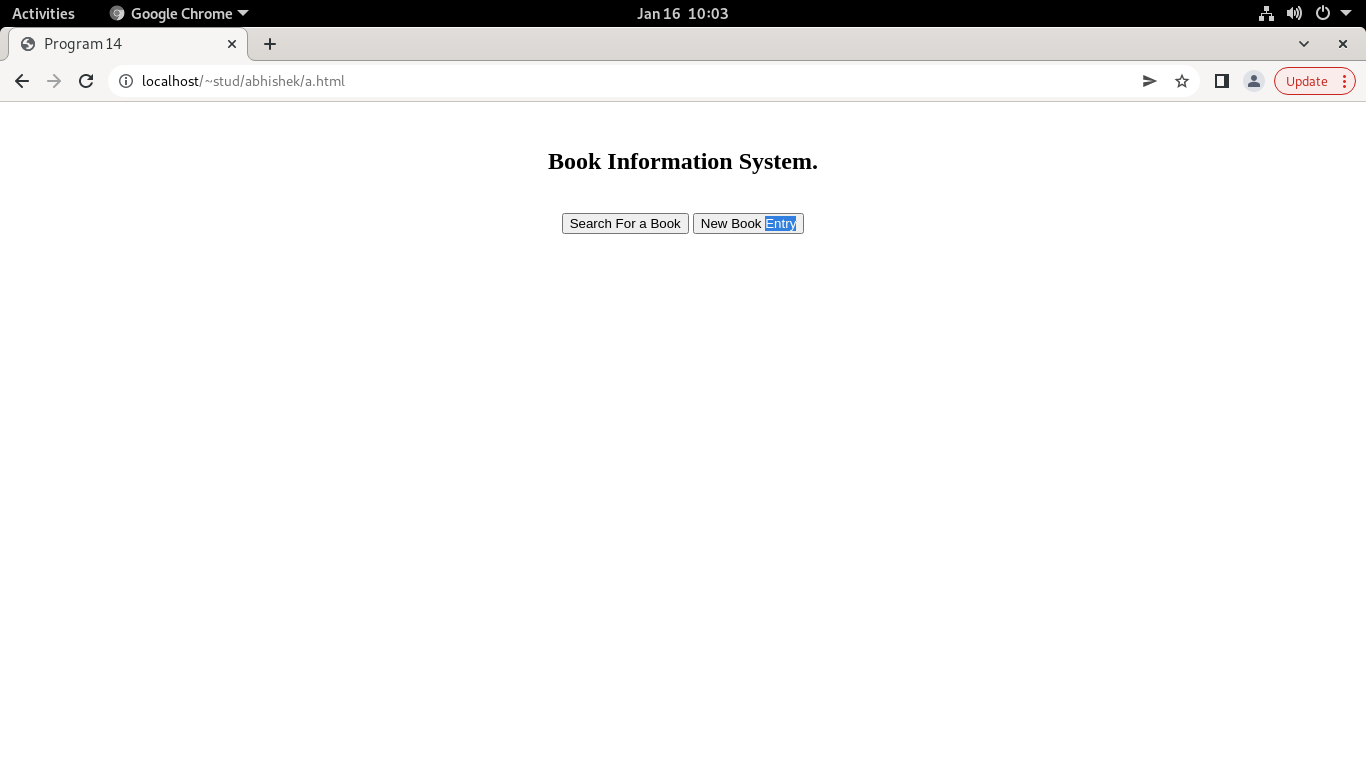 Activities Google Chrome Jan 16 10:03
Program 14
localhost/~stud/abhishek/a.html Update
Book Information System.
Search For a Book New Book Entry